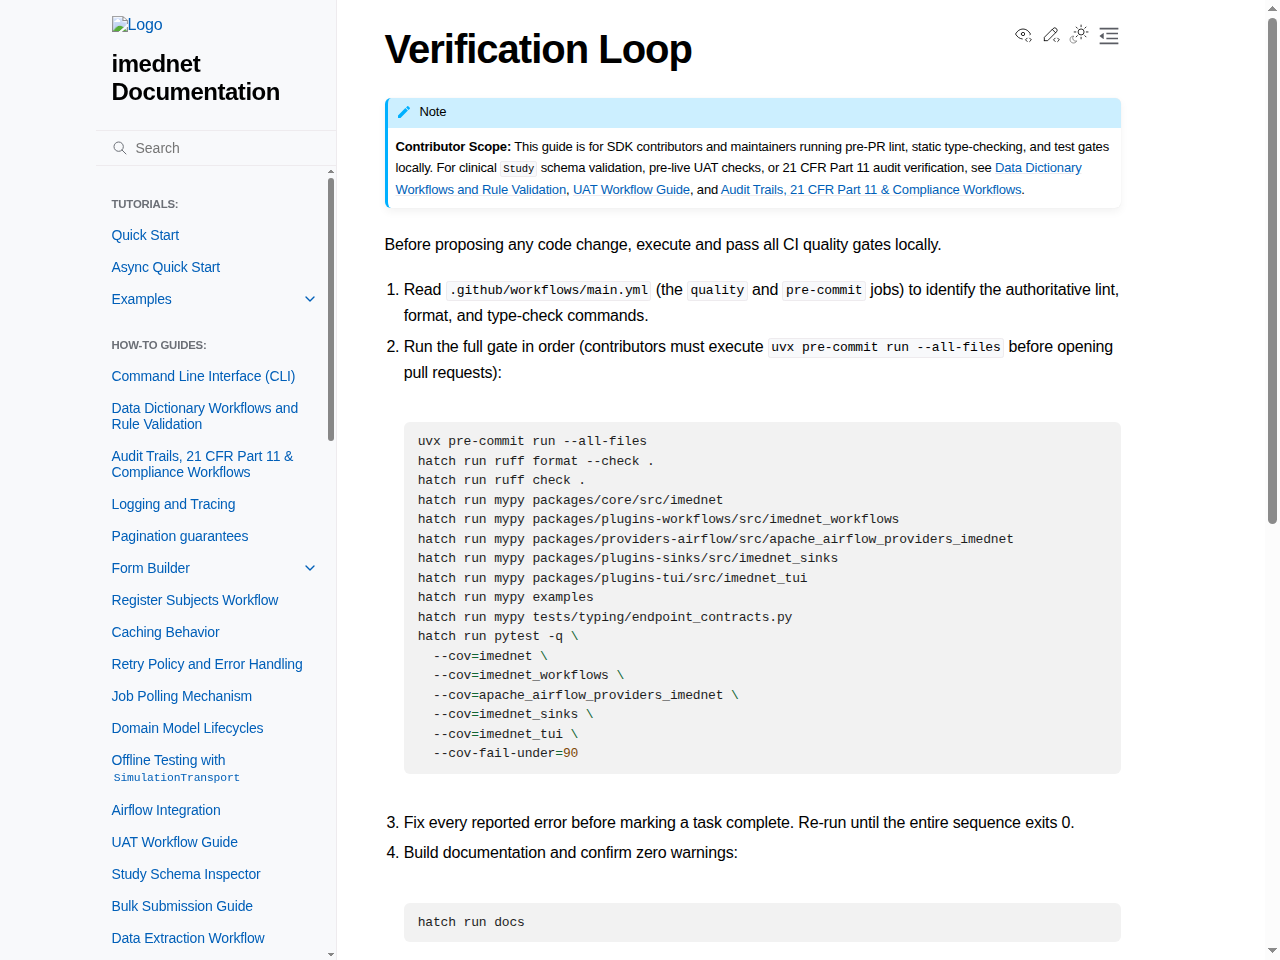 Logo
imednet
Documentation
Search
TUTORIALS:
Quick Start
Async Quick Start
Examples
HOW-TO GUIDES:
Command Line Interface (CLI)
Data Dictionary Workflows and
Rule Validation
Audit Trails, 21 CFR Part 11 &
Compliance Workflows
Logging and Tracing
Pagination guarantees
Form Builder
Register Subjects Workflow
Caching Behavior
Retry Policy and Error Handling
Job Polling Mechanism
Domain Model Lifecycles
Offline Testing with
SimulationTransport
Airflow Integration
UAT Workflow Guide
Study Schema Inspector
Bulk Submission Guide
Data Extraction Workflow
Verification Loop
Note
Contributor Scope: This guide is for SDK contributors and maintainers running pre-PR lint, static type-checking, and test gates
locally. For clinical Study schema validation, pre-live UAT checks, or 21 CFR Part 11 audit verification, see Data Dictionary
Workflows and Rule Validation, UAT Workflow Guide, and Audit Trails, 21 CFR Part 11 & Compliance Workflows.
Before proposing any code change, execute and pass all CI quality gates locally.
1. Read .github/workflows/main.yml (the quality and pre-commit jobs) to identify the authoritative lint,
format, and type-check commands.
2. Run the full gate in order (contributors must execute uvx pre-commit run --all-files before opening
pull requests):
uvx pre-commit run --all-files
hatch run ruff format --check .
hatch run ruff check .
hatch run mypy packages/core/src/imednet
hatch run mypy packages/plugins-workflows/src/imednet_workflows
hatch run mypy packages/providers-airflow/src/apache_airflow_providers_imednet
hatch run mypy packages/plugins-sinks/src/imednet_sinks
hatch run mypy packages/plugins-tui/src/imednet_tui
hatch run mypy examples
hatch run mypy tests/typing/endpoint_contracts.py
hatch run pytest -q \
--cov=imednet \
--cov=imednet_workflows \
--cov=apache_airflow_providers_imednet \
--cov=imednet_sinks \
--cov=imednet_tui \
--cov-fail-under=90
3. Fix every reported error before marking a task complete. Re-run until the entire sequence exits 0.
4. Build documentation and confirm zero warnings:
hatch run docs